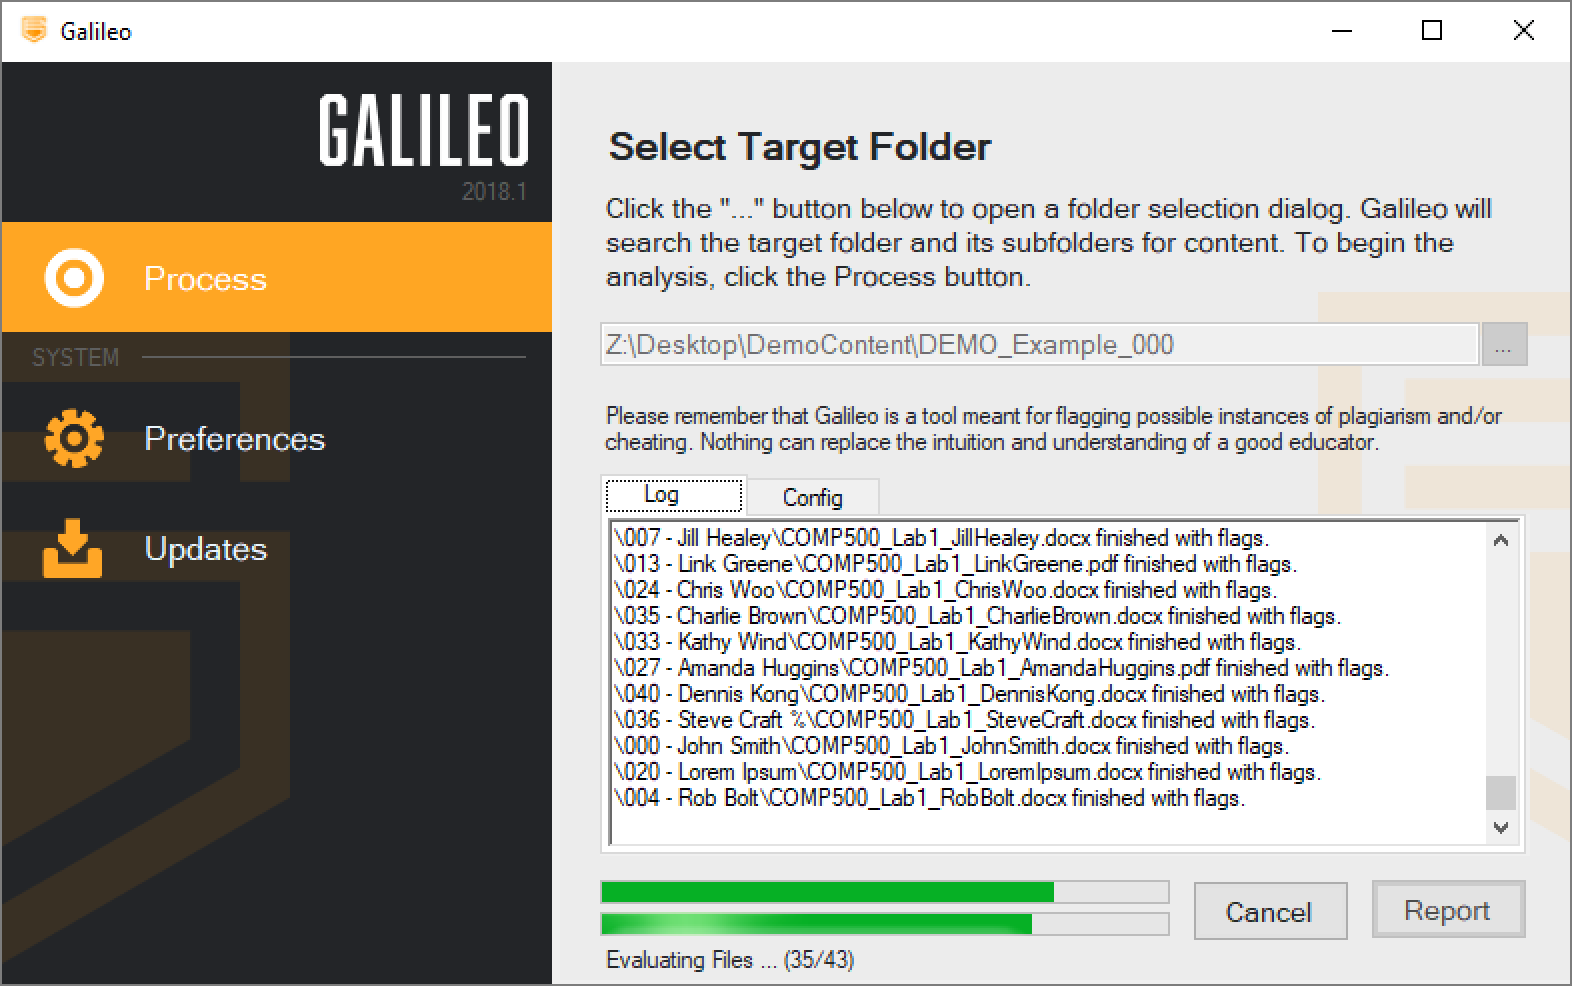 Galileo
GALILEO
2018.1
Process
SYSTEM
Preferences
Updates
Select Target Folder
Click the "..." button below to open a folder selection dialog. Galileo will
search the target folder and its subfolders for content. To begin the
analysis, click the Process button.
Z:\Desktop\DemoContent\DEMO_Example_000
...
Please remember that Galileo is a tool meant for flagging possible instances of plagiarism and/or
cheating. Nothing can replace the intuition and understanding of a good educator.
Log
Config
\007 - Jill Healey\COMP500_Lab1_JillHealey.docx finished with flags.
\013 - Link Greene\COMP500_Lab1_LinkGreene.pdf finished with flags.
\024 - Chris Woo\COMP500_Lab1_ChrisWoo.docx finished with flags.
\035 - Charlie Brown\COMP500_Lab1_CharlieBrown.docx finished with flags.
\033 - Kathy Wind\COMP500_Lab1_KathyWind.docx finished with flags.
\027 - Amanda Huggins\COMP500_Lab1_AmandaHuggins.pdf finished with flags.
\040 - Dennis Kong\COMP500_Lab1_DennisKong.docx finished with flags.
\036 - Steve Craft %\COMP500_Lab1_SteveCraft.docx finished with flags.
\000 - John Smith\COMP500_Lab1_JohnSmith.docx finished with flags.
\020 - Lorem Ipsum\COMP500_Lab1_LoremIpsum.docx finished with flags.
\004 - Rob Bolt\COMP500_Lab1_RobBolt.docx finished with flags.
Cancel
Report
Evaluating Files ... (35/43)